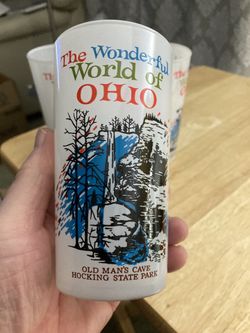 The Wonderful
World of
OHIO
OLD MAN'S CAVE
HOCKING STATE PARK